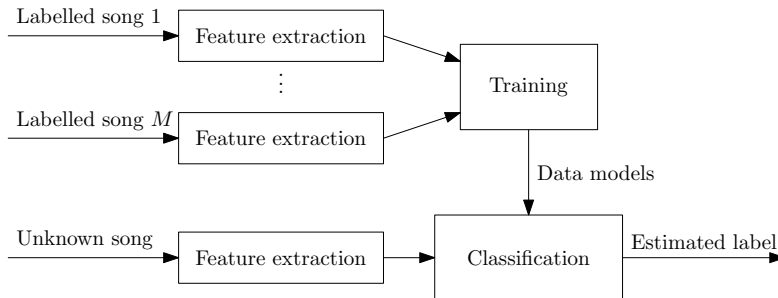 Labelled song 1
Feature extraction
⋮
Training
Labelled song M
Feature extraction
Data models
Unknown song
Feature extraction
Classification
Estimated label